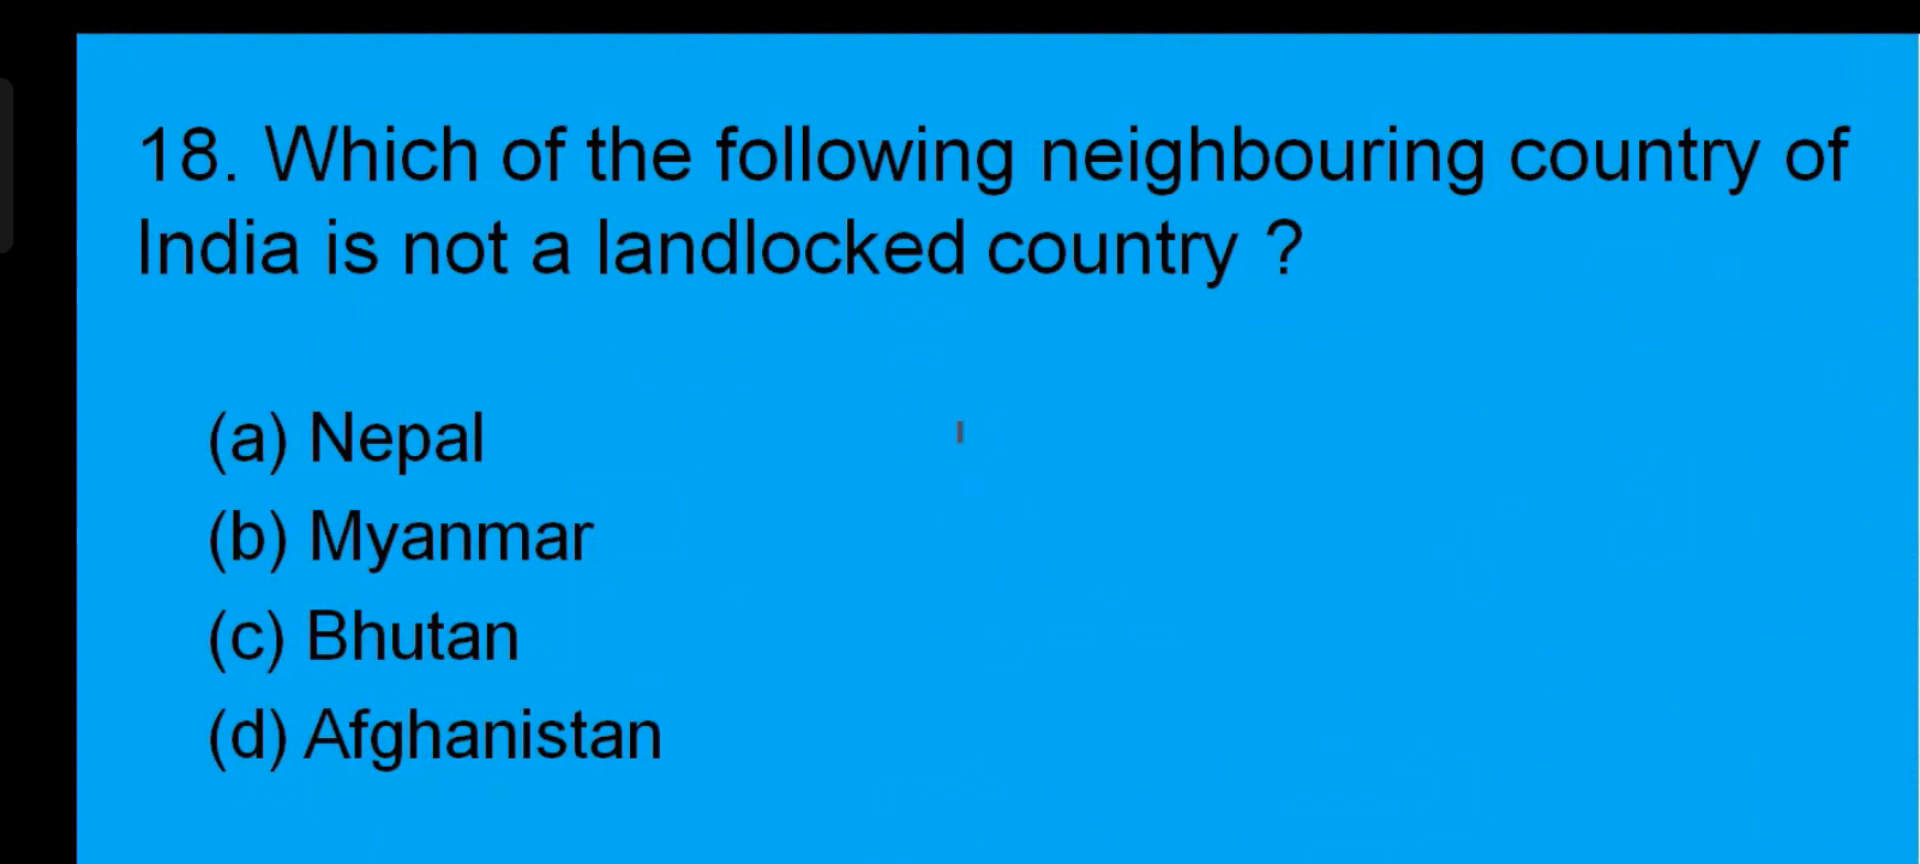 18. Which of the following neighbouring country of
India is not a landlocked country ?
(a) Nepal
(b) Myanmar
(c) Bhutan
(d) Afghanistan